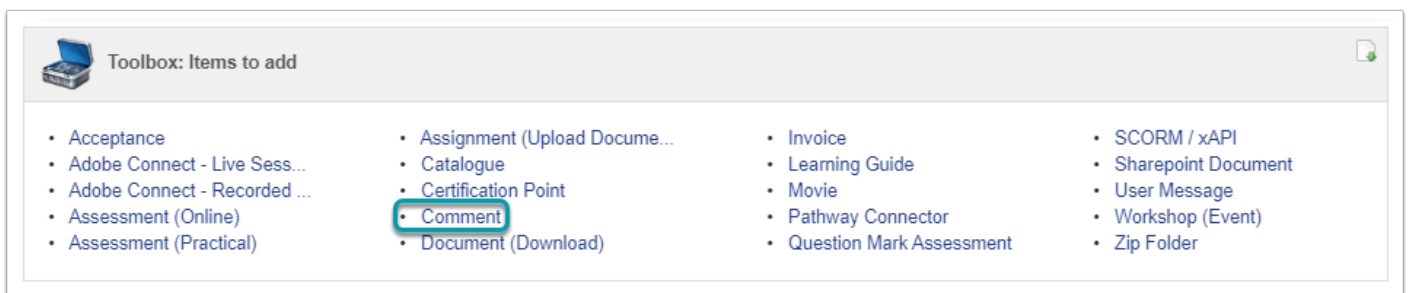 Toolbox: Items to add
Acceptance
Adobe Connect - Live Sess...
Adobe Connect - Recorded ...
Assessment (Online)
Assessment (Practical)
Assignment (Upload Docume...
Catalogue
Certification Point
Comment
Document (Download)
Invoice
Learning Guide
Movie
Pathway Connector
Question Mark Assessment
SCORM / xAPI
Sharepoint Document
User Message
Workshop (Event)
Zip Folder